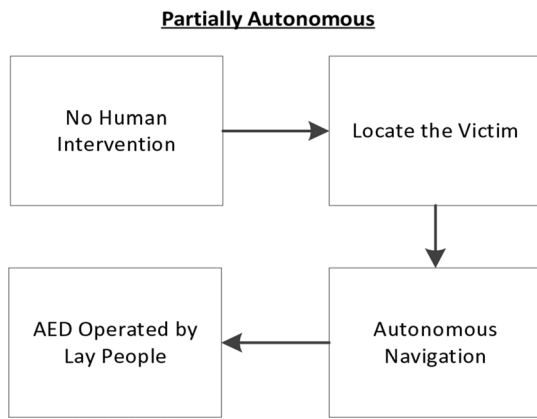 Partially Autonomous
No Human
Intervention
Locate the Victim
AED Operated by
Lay People
Autonomous
Navigation